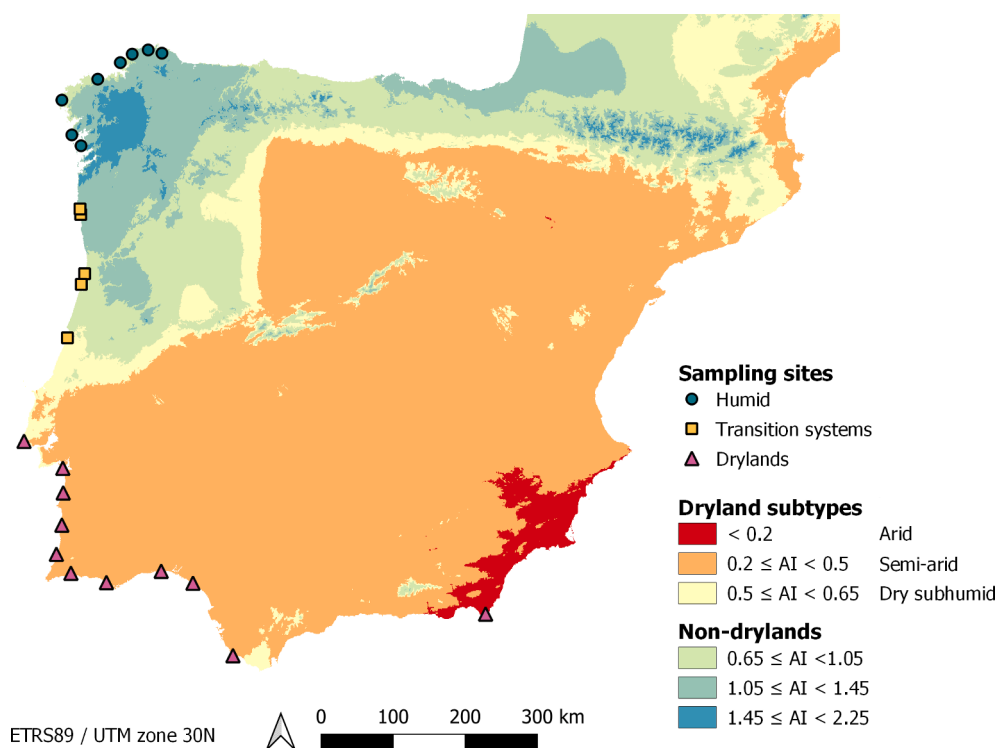 Sampling sites
Humid
Transition systems
Drylands
Dryland subtypes
< 0.2 Arid
0.2 ≤ AI < 0.5 Semi-arid
0.5 ≤ AI < 0.65 Dry subhumid
Non-drylands
0.65 ≤ AI <1.05
1.05 ≤ AI < 1.45
1.45 ≤ AI < 2.25
0 100 200 300 km
ETRS89 / UTM zone 30N